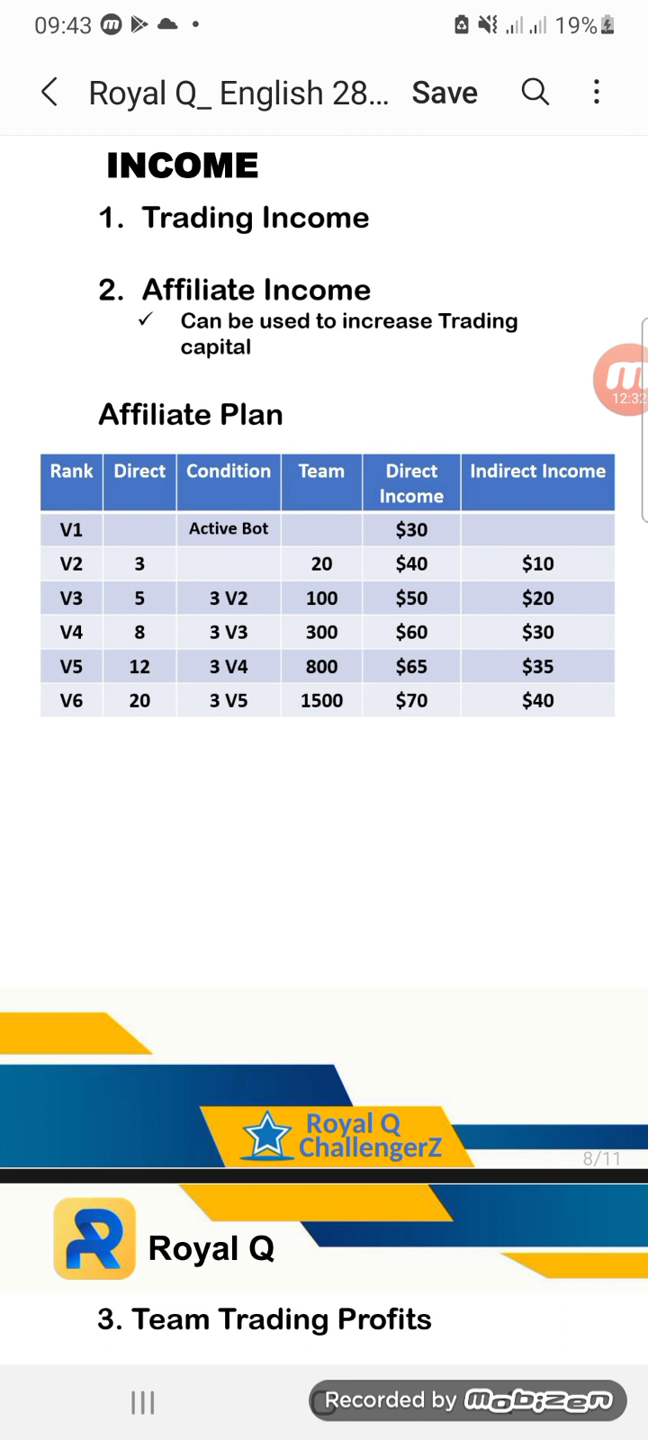 09:43 19%
Royal Q_ English 28... Save
INCOME
1. Trading Income
2. Affiliate Income
✓ Can be used to increase Trading
capital
12:32
Affiliate Plan
Rank Direct Condition Team Direct Income Indirect Income
V1 Active Bot $30
V2 3 20 $40 $10
V3 5 3 V2 100 $50 $20
V4 8 3 V3 300 $60 $30
V5 12 3 V4 800 $65 $35
V6 20 3 V5 1500 $70 $40
Royal Q
ChallengerZ
8/11
Royal Q
3. Team Trading Profits
Recorded by mobizen